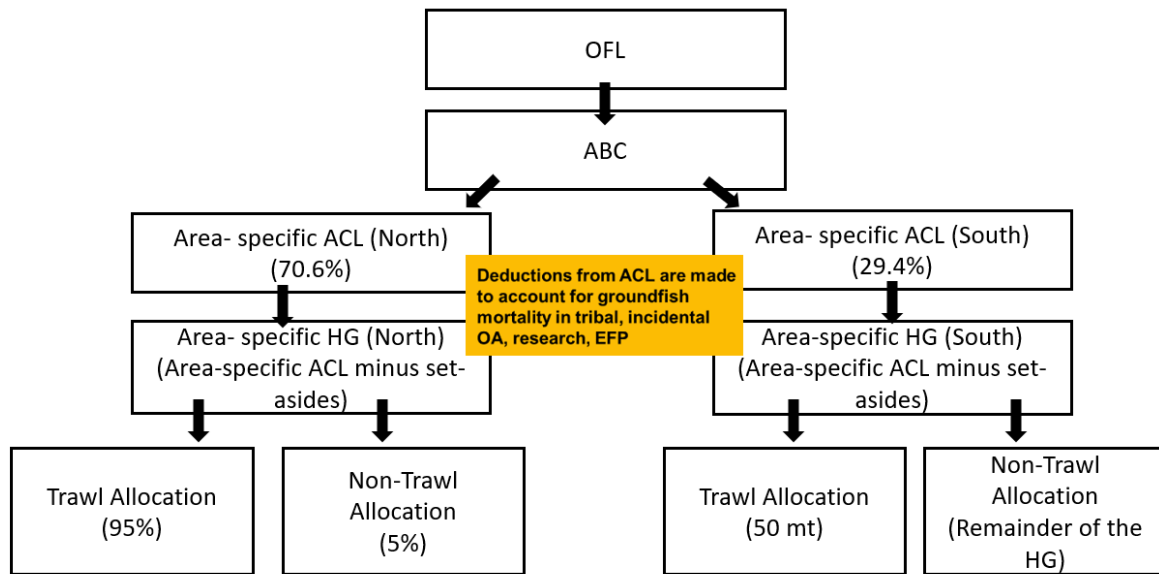 OFL
ABC
Area- specific ACL (North)
(70.6%)
Area- specific ACL (South)
(29.4%)
Deductions from ACL are made
to account for groundfish
mortality in tribal, incidental
OA, research, EFP
Area- specific HG (North)
(Area-specific ACL minus set-
asides)
Area-specific HG (South)
(Area-specific ACL minus set-
asides)
Trawl Allocation
(95%)
Non-Trawl
Allocation
(5%)
Trawl Allocation
(50 mt)
Non-Trawl
Allocation
(Remainder of the
HG)